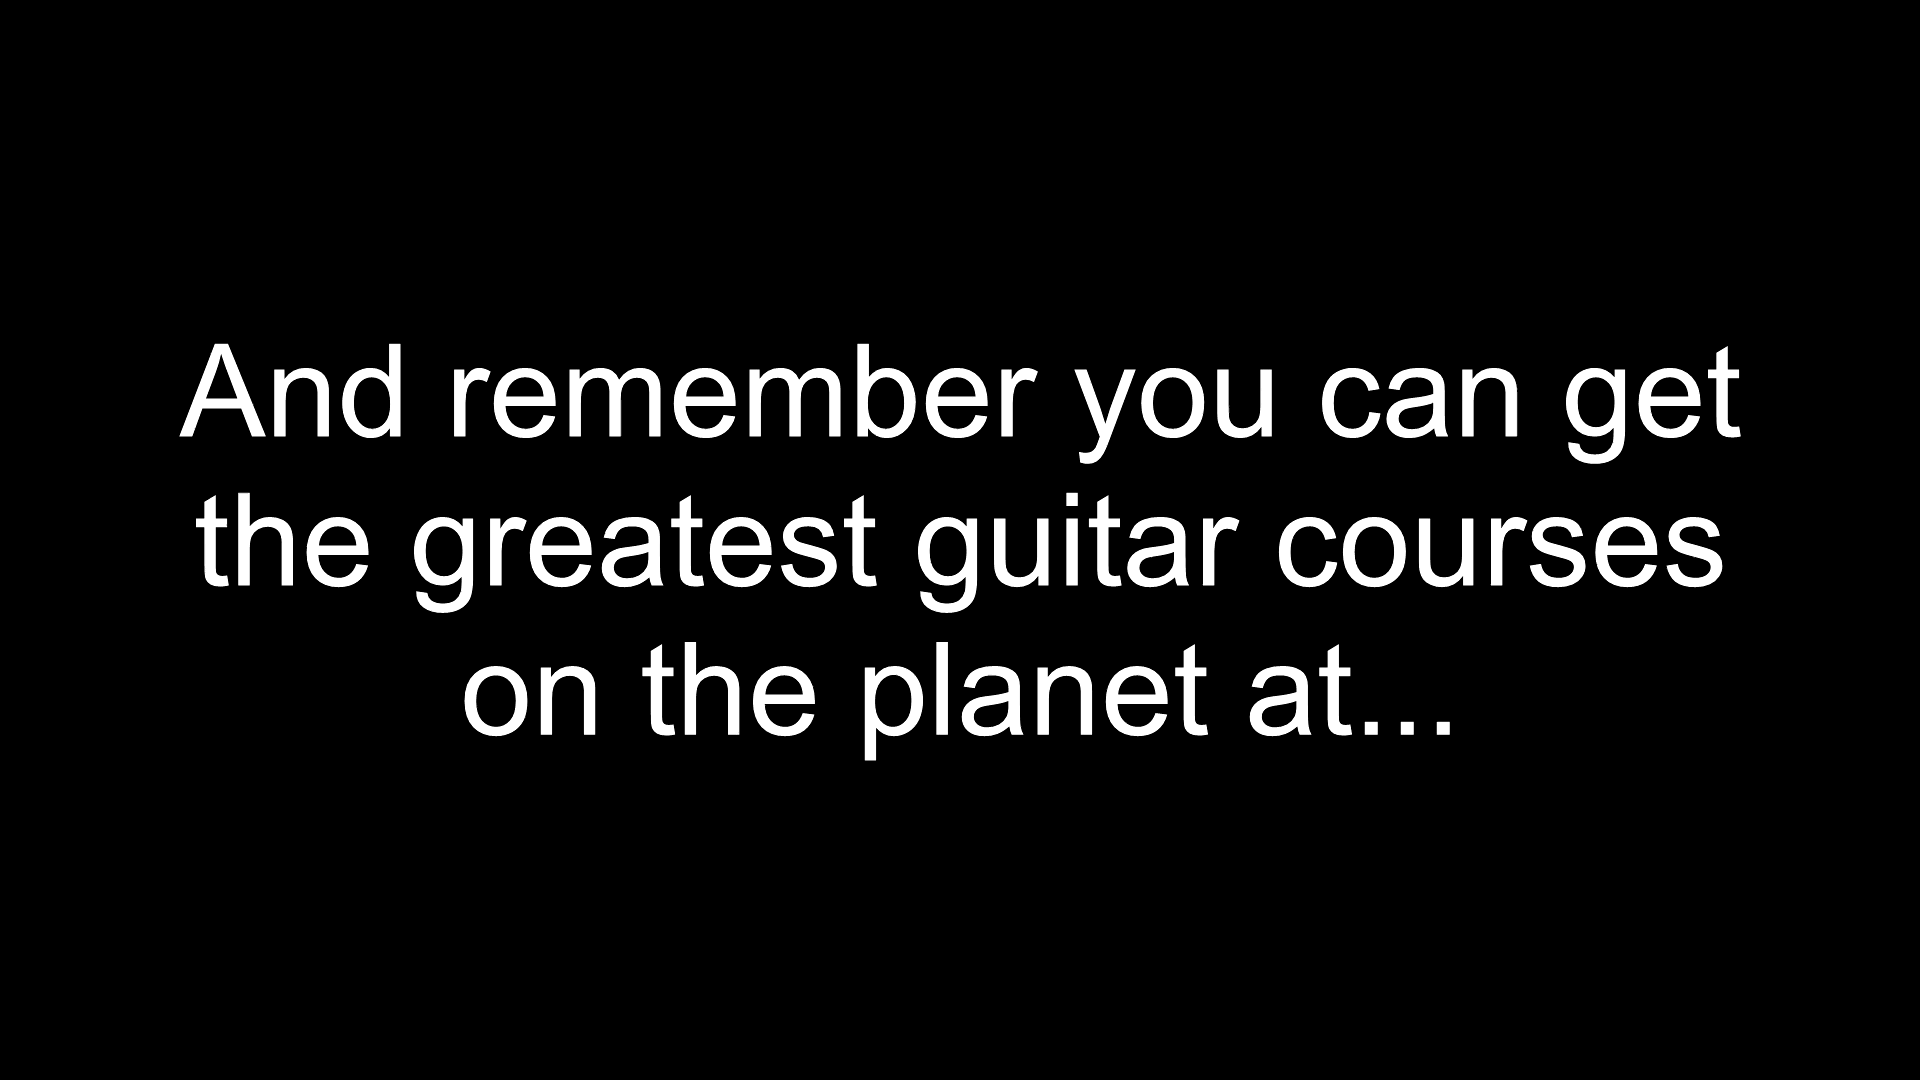 And remember you can get
the greatest guitar courses
on the planet at...